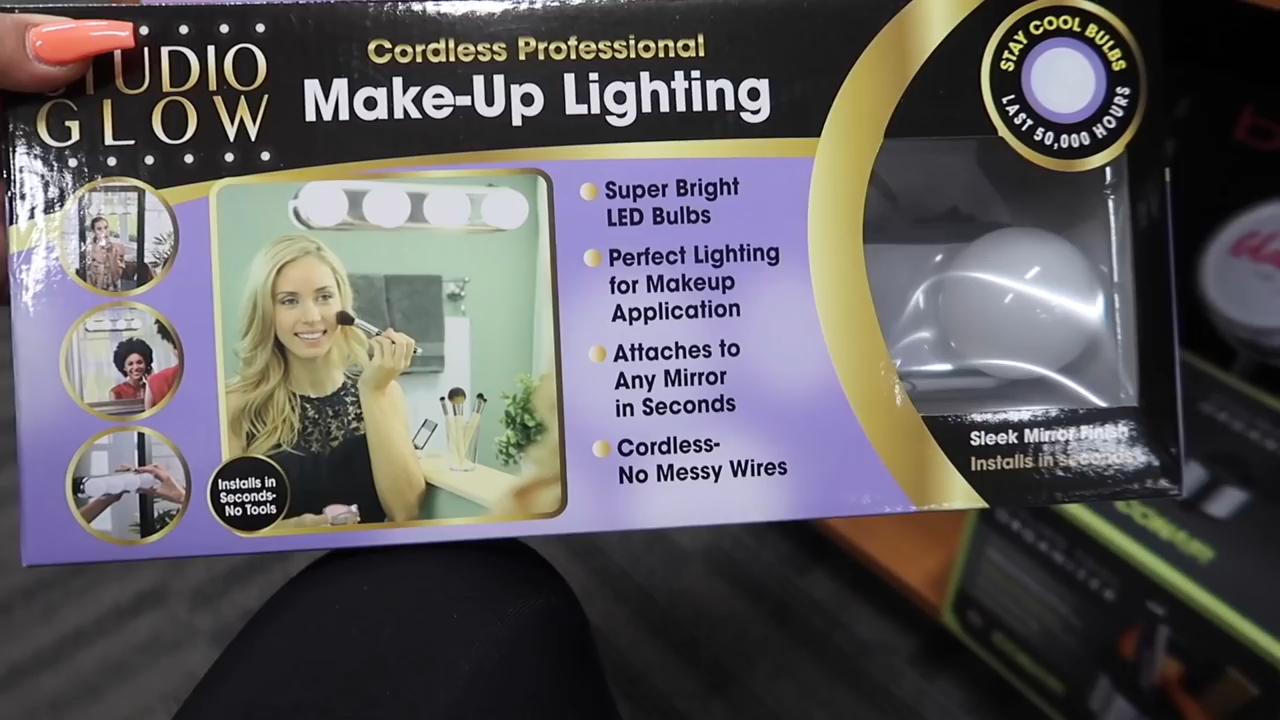 STUDIO
GLOW
Cordless Professional
Make-Up Lighting
STAY COOL BULBS
LAST 50,000 HOURS
Super Bright
LED Bulbs
Perfect Lighting
for Makeup
Application
Attaches to
Any Mirror
in Seconds
Cordless-
No Messy Wires
Installs in
Seconds-
No Tools
Sleek Mirror Finish
Installs in seconds